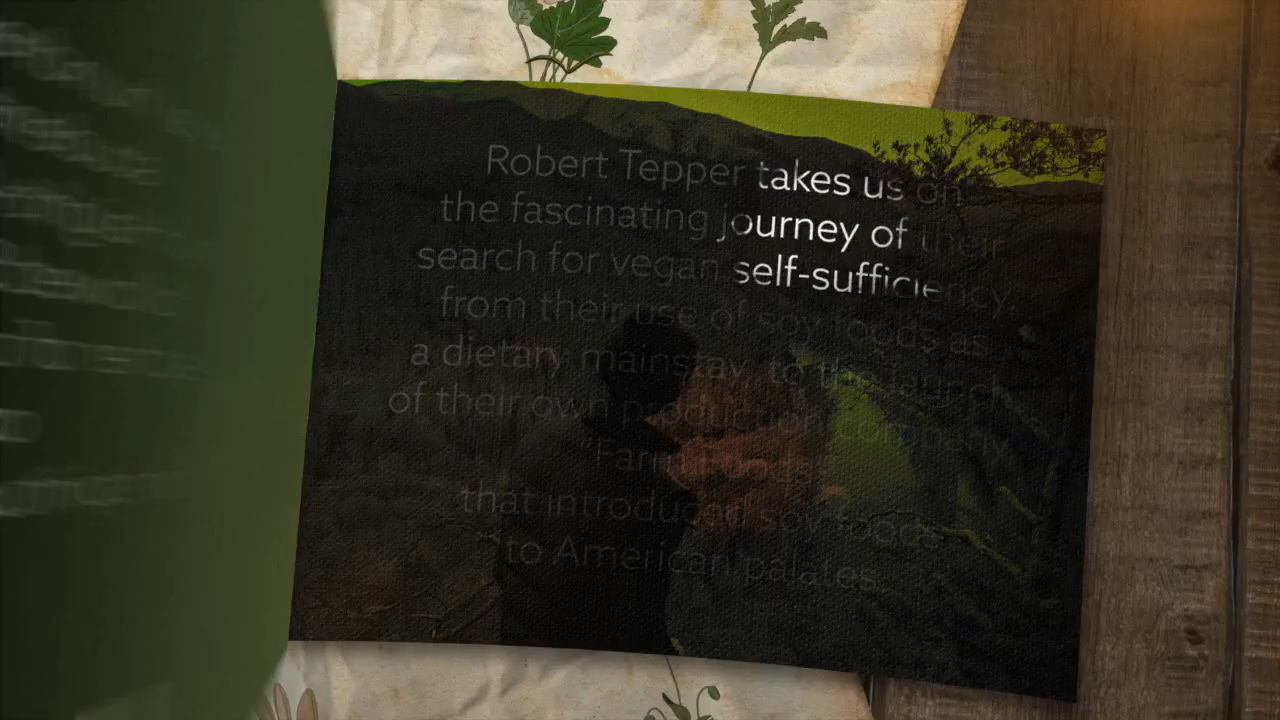 Robert Tepper takes us on
the fascinating journey of their
search for vegan self-sufficiency,
from their use of soy foods as
a dietary mainstay, to the launch
of their own production company
"Farm Foods"
that introduced soy foods
to American palates.